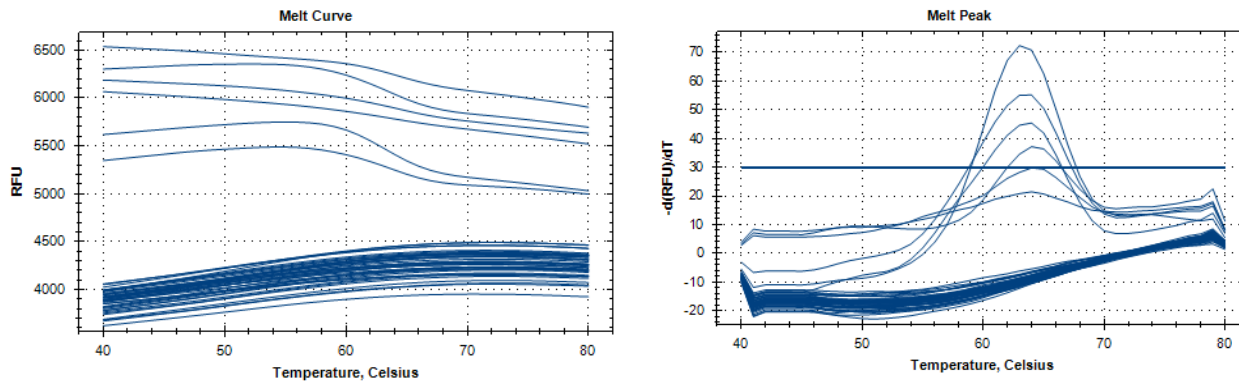 Melt Curve
RFU
6500
6000
5500
5000
4500
4000
40 50 60 70 80
Temperature, Celsius
Melt Peak
-d(RFU)/dT
70
60
50
40
30
20
10
0
-10
-20
40 50 60 70 80
Temperature, Celsius